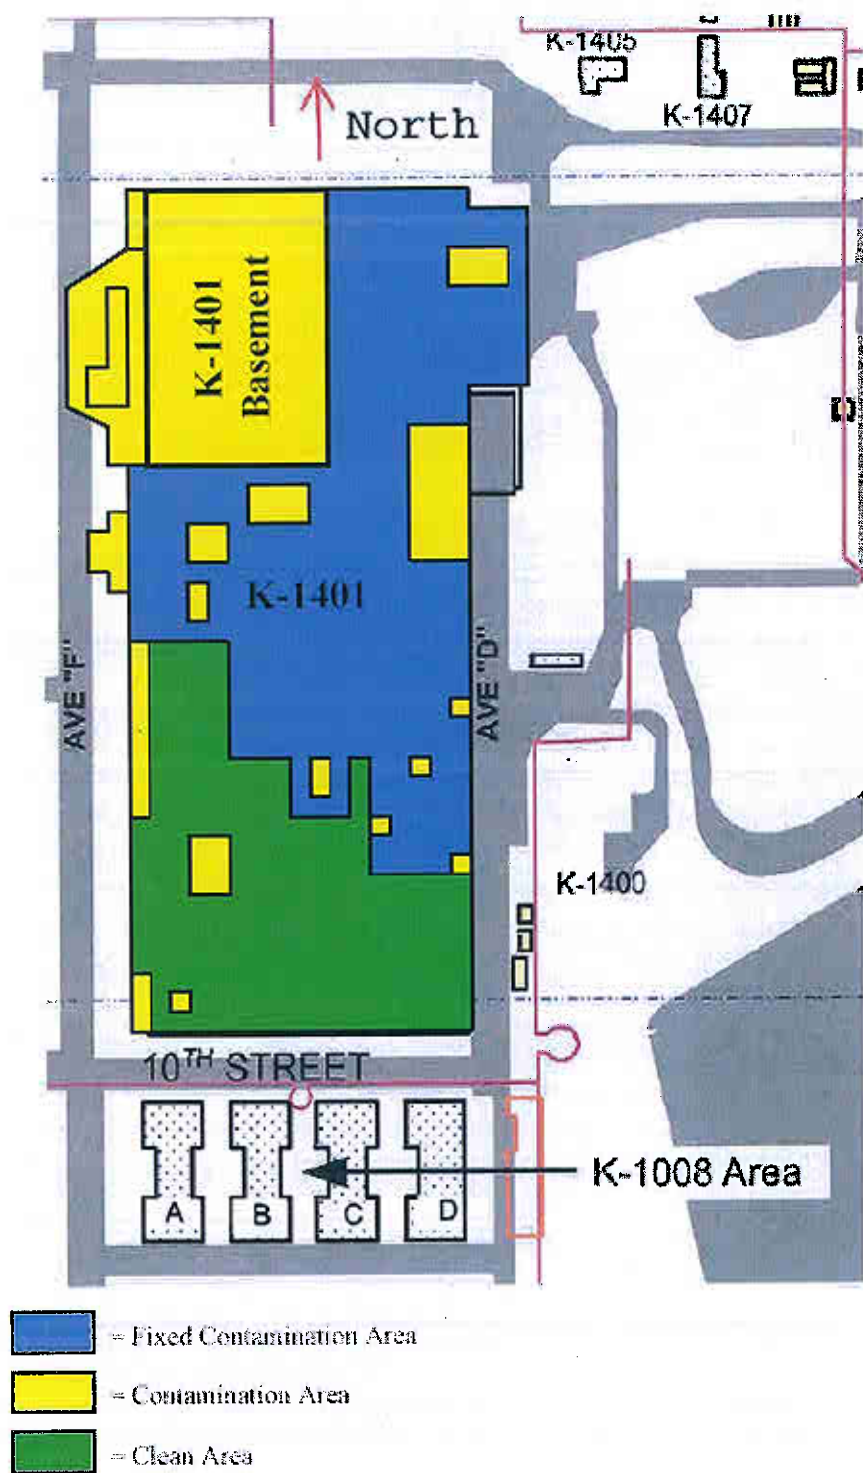 K-1405
K-1407
North
K-1401
Basement
K-1401
AVE "F"
AVE "D"
K-1400
10TH STREET
K-1008 Area
A
B
C
D
= Fixed Contamination Area
= Contamination Area
= Clean Area